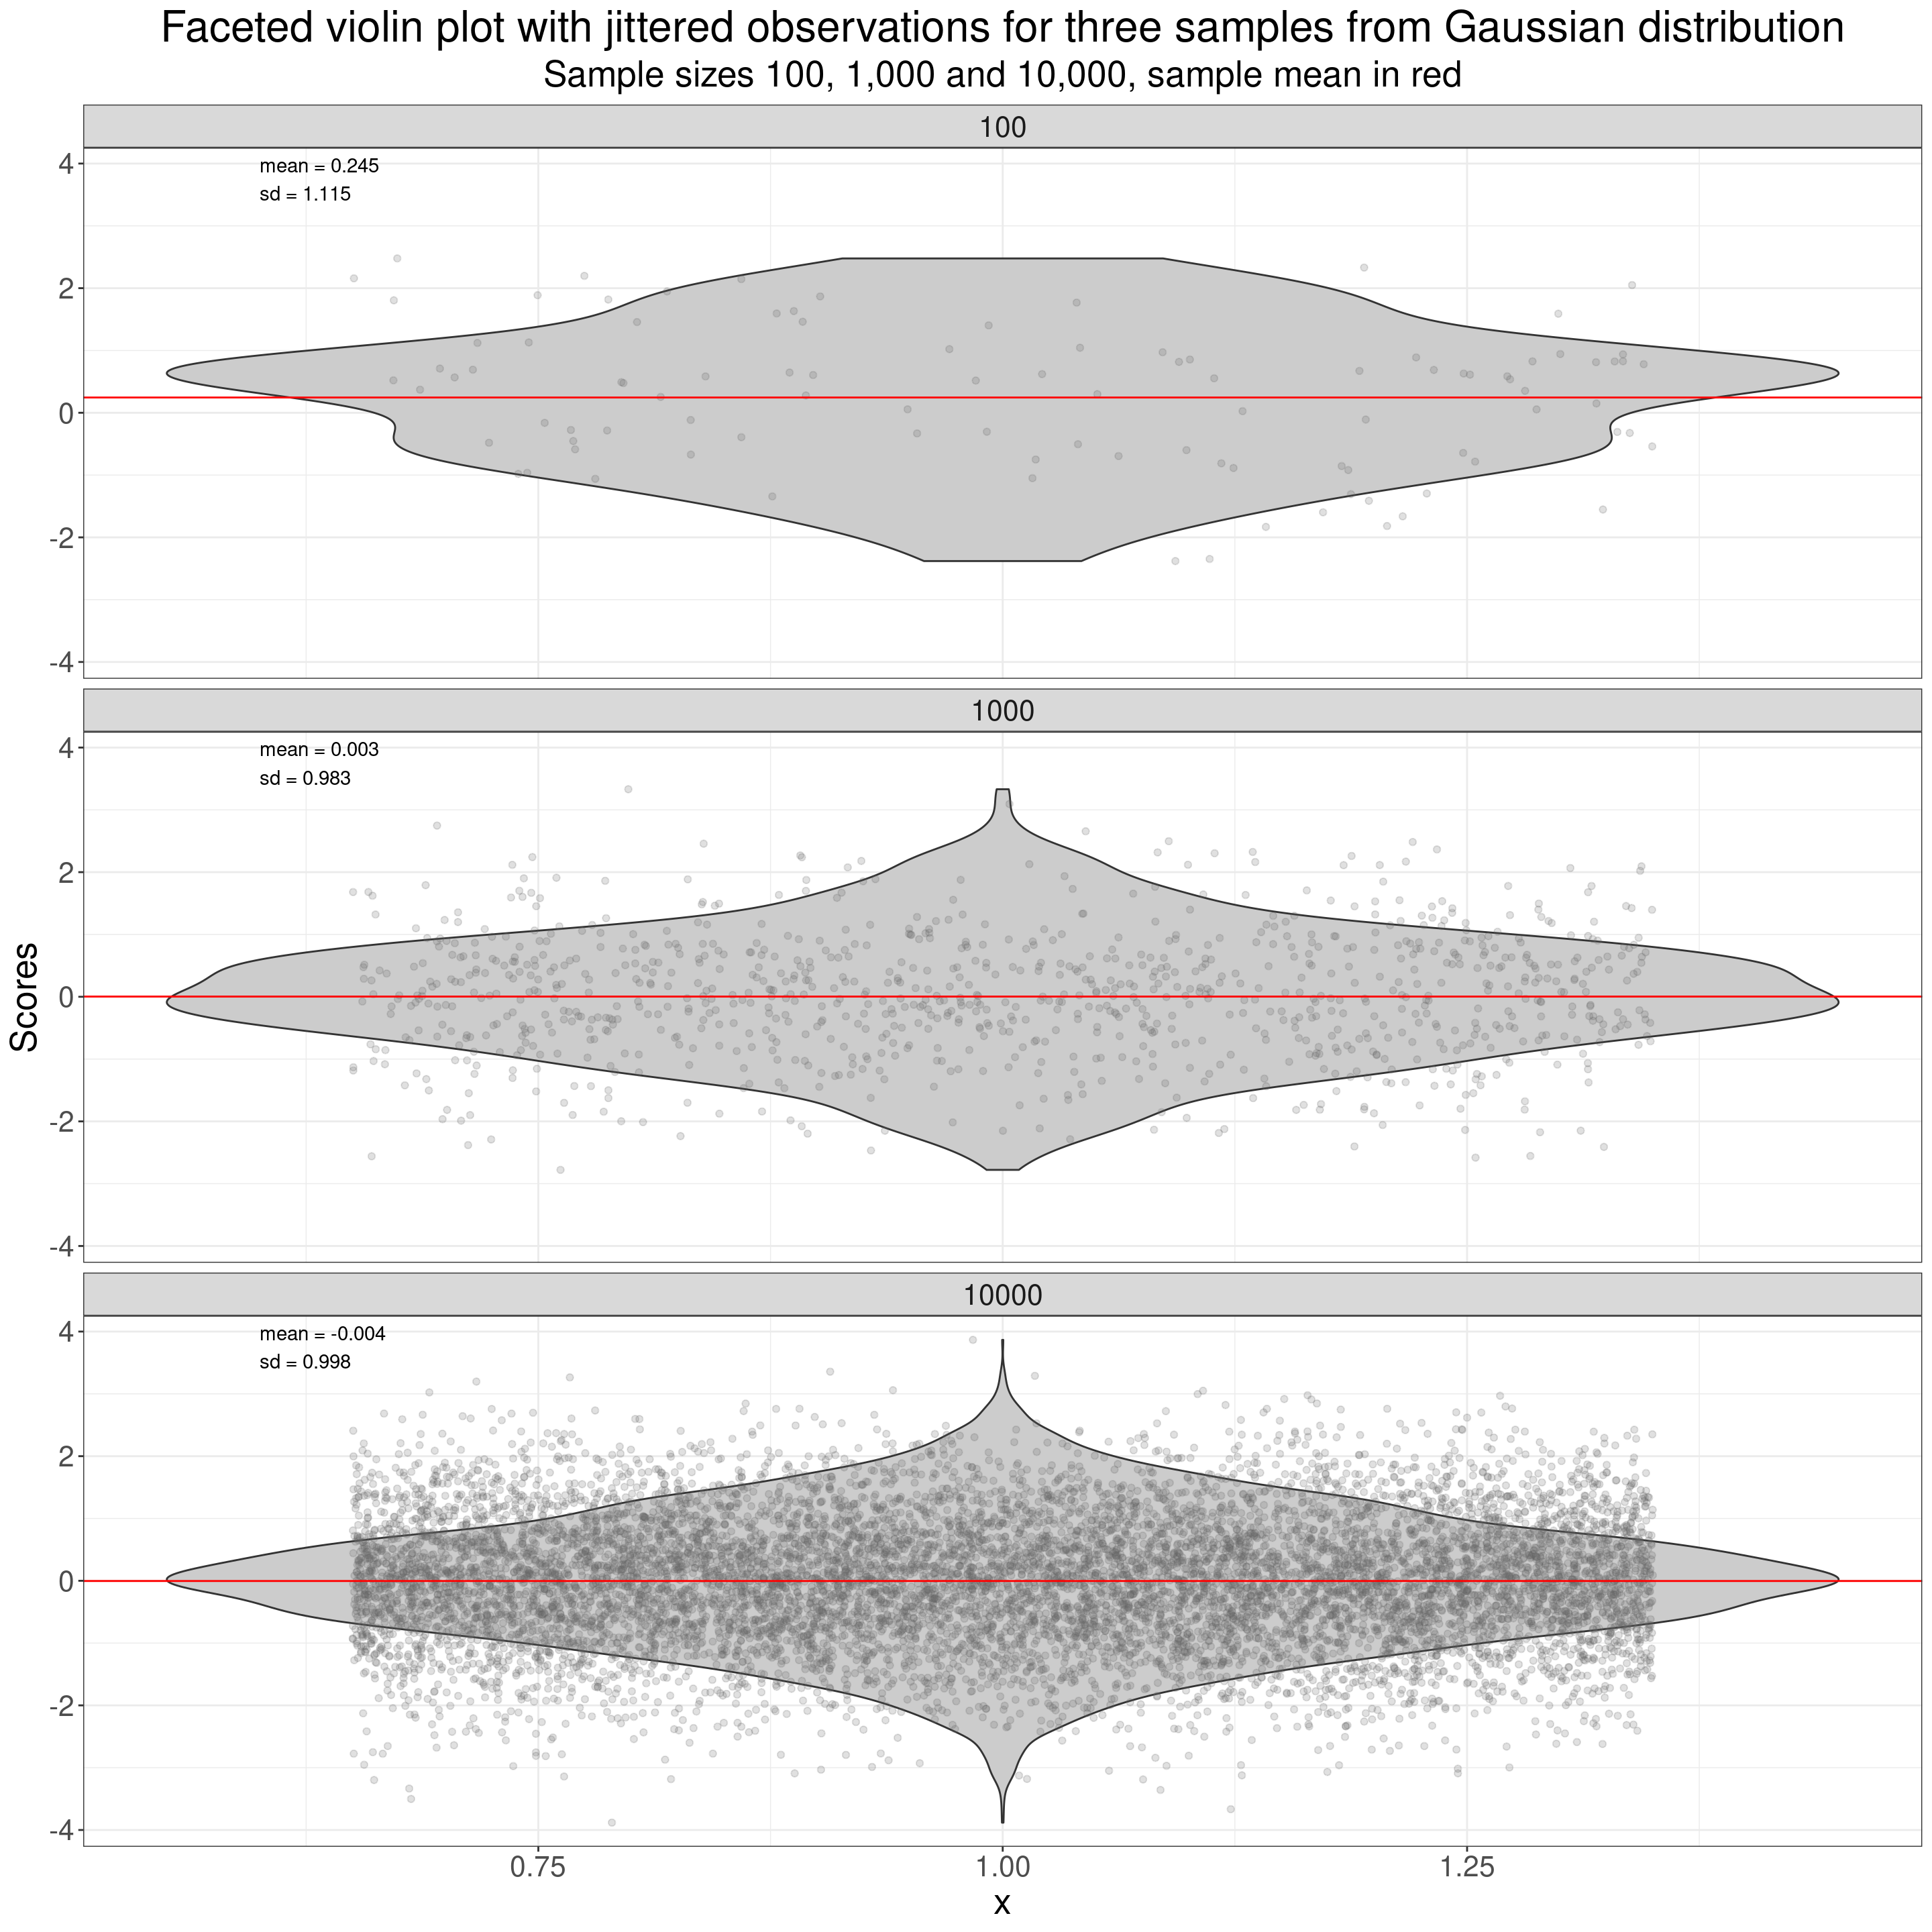 Faceted violin plot with jittered observations for three samples from Gaussian distribution
Sample sizes 100, 1,000 and 10,000, sample mean in red
100
mean = 0.245
sd = 1.115
4
2
0
-2
-4
1000
mean = 0.003
sd = 0.983
4
2
0
-2
-4
Scores
10000
mean = -0.004
sd = 0.998
4
2
0
-2
-4
0.75 1.00 1.25
x